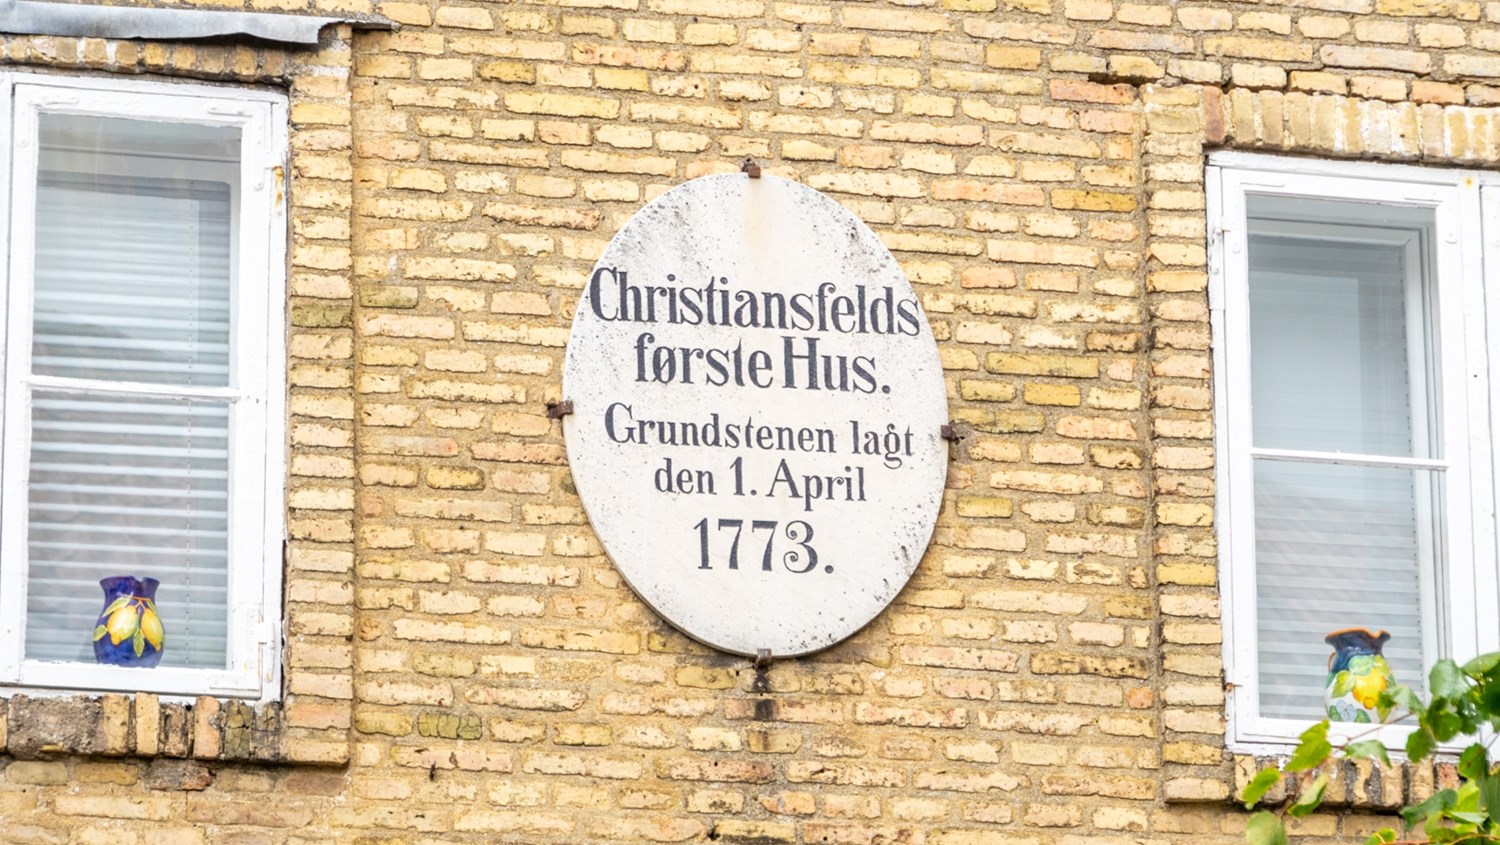 Christiansfelds
første Hus.
Grundstenen lagt
den 1. April
1773.